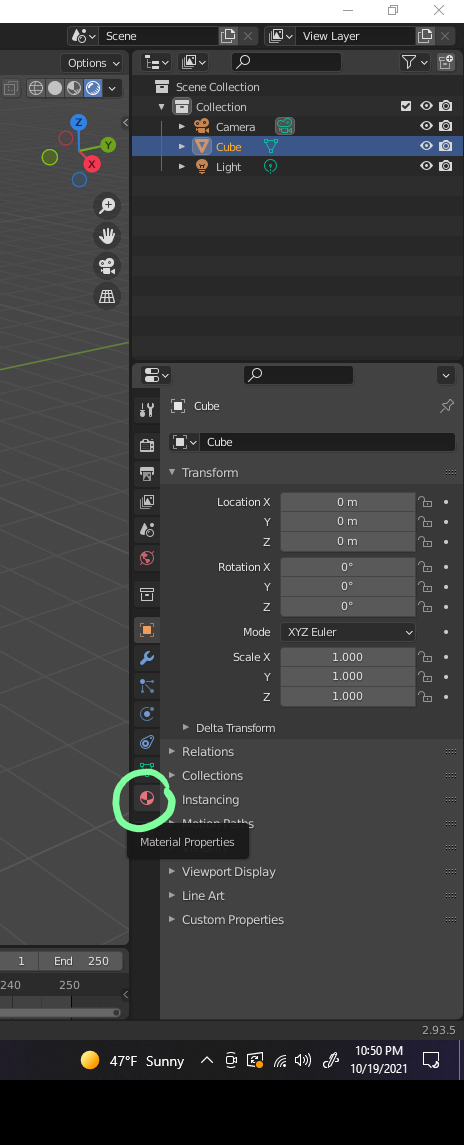 Scene
View Layer
Options
Scene Collection
Collection
Camera
Cube
Light
Z
Y
X
Cube
Cube
Transform
Location X 0 m
Y 0 m
Z 0 m
Rotation X 0°
Y 0°
Z 0°
Mode XYZ Euler
Scale X 1.000
Y 1.000
Z 1.000
Delta Transform
Relations
Collections
Instancing
Motion Paths
Material Properties
Viewport Display
Line Art
Custom Properties
1 End 250
240 250
2.93.5
47°F Sunny
10:50 PM
10/19/2021